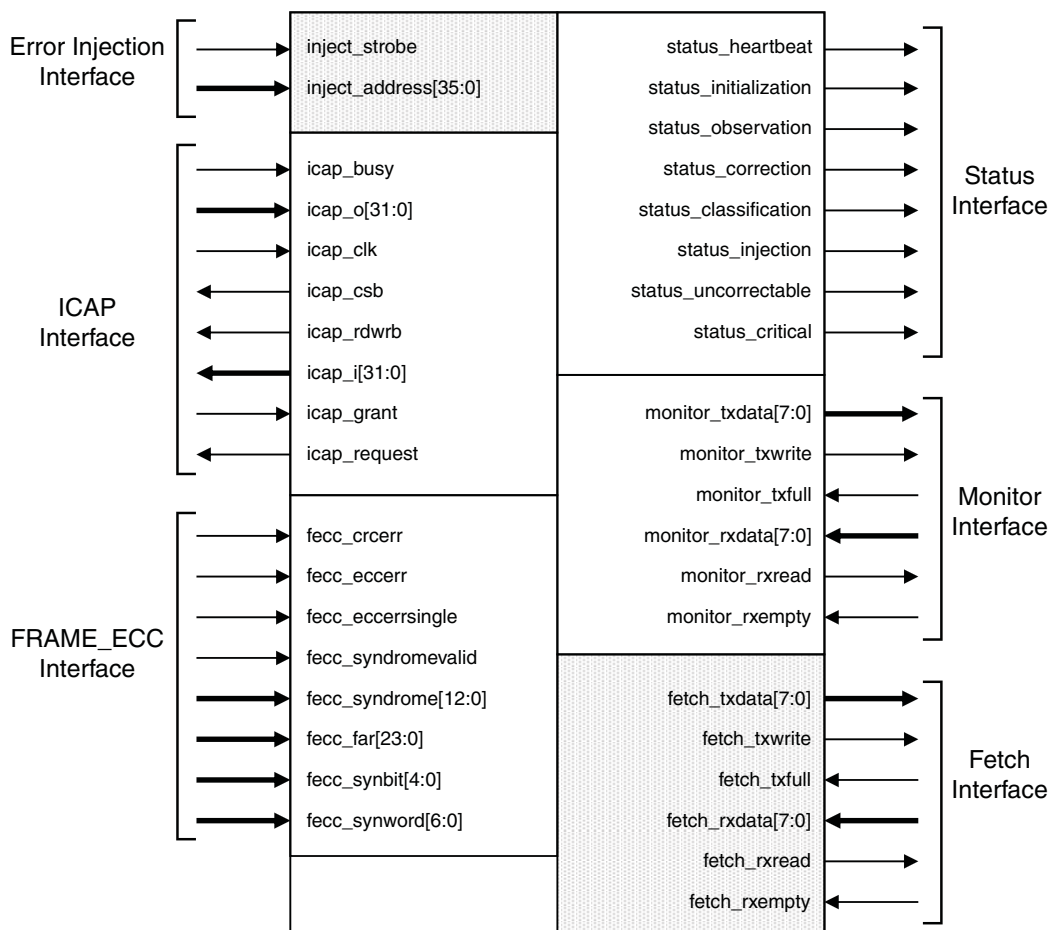 Error Injection
Interface
inject_strobe
inject_address[35:0]
ICAP
Interface
icap_busy
icap_o[31:0]
icap_clk
icap_csb
icap_rdwrb
icap_i[31:0]
icap_grant
icap_request
FRAME_ECC
Interface
fecc_crcerr
fecc_eccerr
fecc_eccerrsingle
fecc_syndromevalid
fecc_syndrome[12:0]
fecc_far[23:0]
fecc_synbit[4:0]
fecc_synword[6:0]
status_heartbeat
status_initialization
status_observation
status_correction
status_classification
status_injection
status_uncorrectable
status_critical
Status
Interface
monitor_txdata[7:0]
monitor_txwrite
monitor_txfull
monitor_rxdata[7:0]
monitor_rxread
monitor_rxempty
Monitor
Interface
fetch_txdata[7:0]
fetch_txwrite
fetch_txfull
fetch_rxdata[7:0]
fetch_rxread
fetch_rxempty
Fetch
Interface